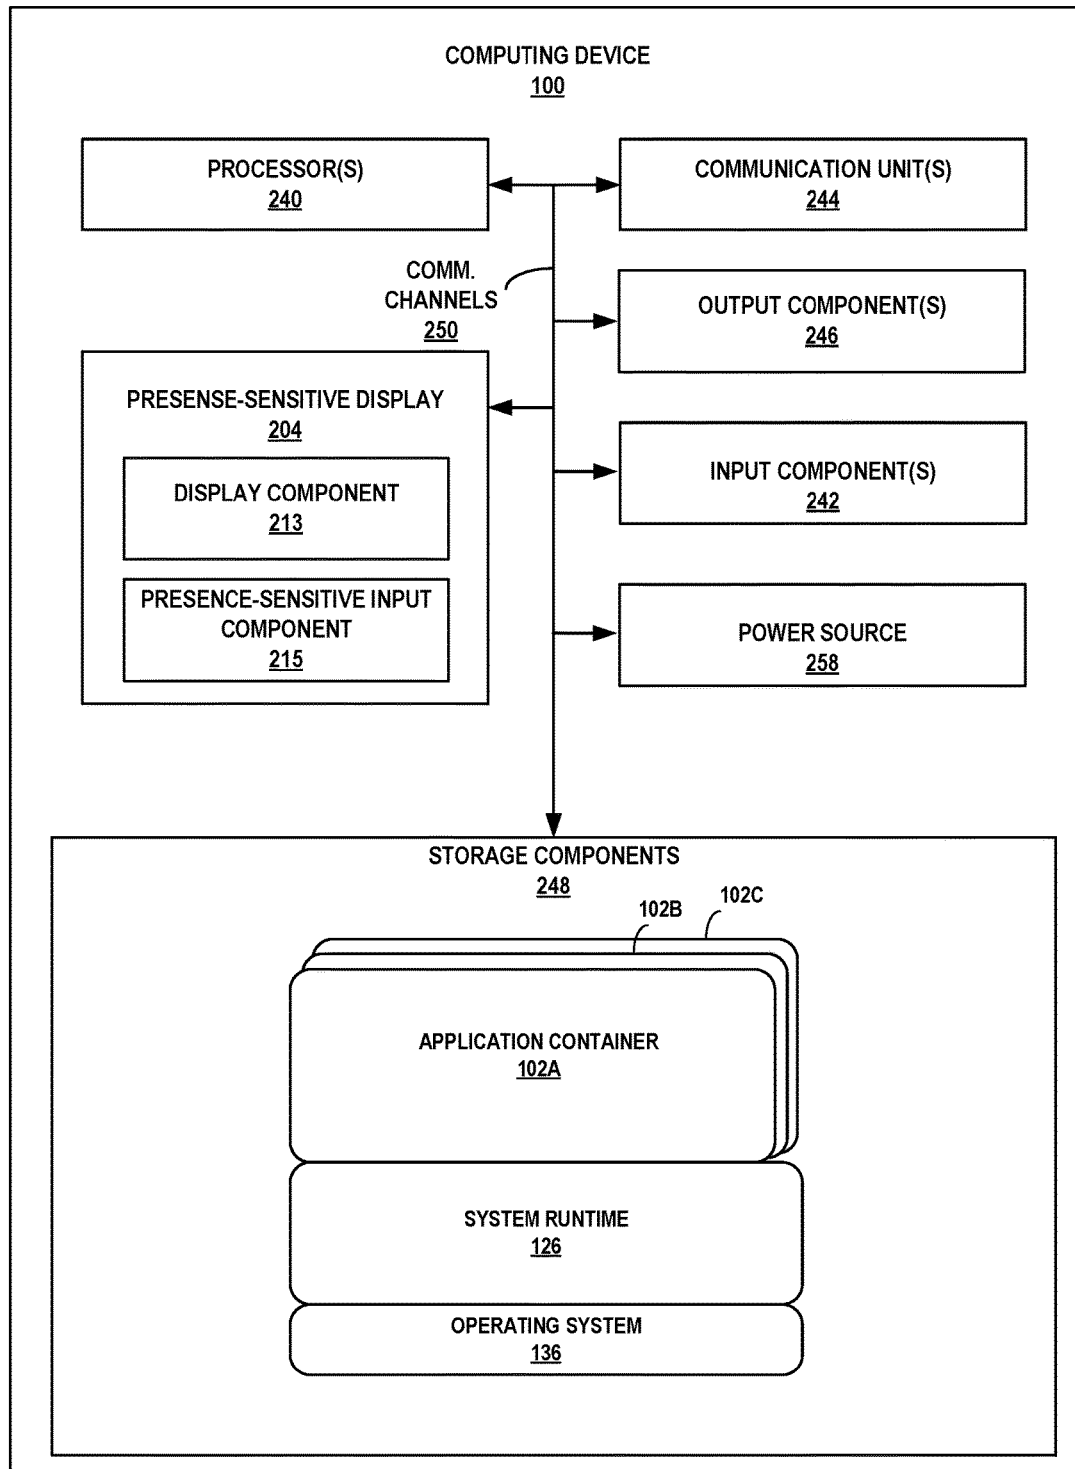 COMPUTING DEVICE
100
PROCESSOR(S)
240
COMMUNICATION UNIT(S)
244
COMM.
CHANNELS
250
OUTPUT COMPONENT(S)
246
PRESENSE-SENSITIVE DISPLAY
204
DISPLAY COMPONENT
213
PRESENCE-SENSITIVE INPUT
COMPONENT
215
INPUT COMPONENT(S)
242
POWER SOURCE
258
STORAGE COMPONENTS
248
102B
102C
APPLICATION CONTAINER
102A
SYSTEM RUNTIME
126
OPERATING SYSTEM
136